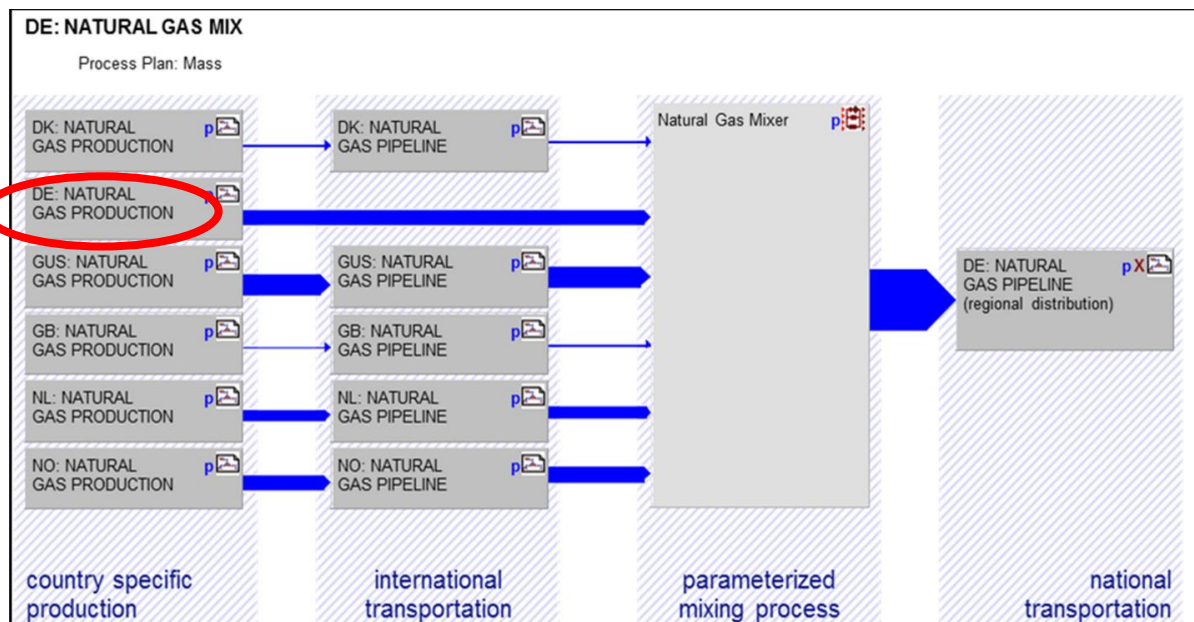 DE: NATURAL GAS MIX
Process Plan: Mass
DK: NATURAL
GAS PRODUCTION
p
DK: NATURAL
GAS PIPELINE
p
Natural Gas Mixer
p
DE: NATURAL
GAS PRODUCTION
p
GUS: NATURAL
GAS PRODUCTION
p
GUS: NATURAL
GAS PIPELINE
p
DE: NATURAL
GAS PIPELINE
(regional distribution)
p X
GB: NATURAL
GAS PRODUCTION
p
GB: NATURAL
GAS PIPELINE
p
NL: NATURAL
GAS PRODUCTION
p
NL: NATURAL
GAS PIPELINE
p
NO: NATURAL
GAS PRODUCTION
p
NO: NATURAL
GAS PIPELINE
p
country specific
production
international
transportation
parameterized
mixing process
national
transportation